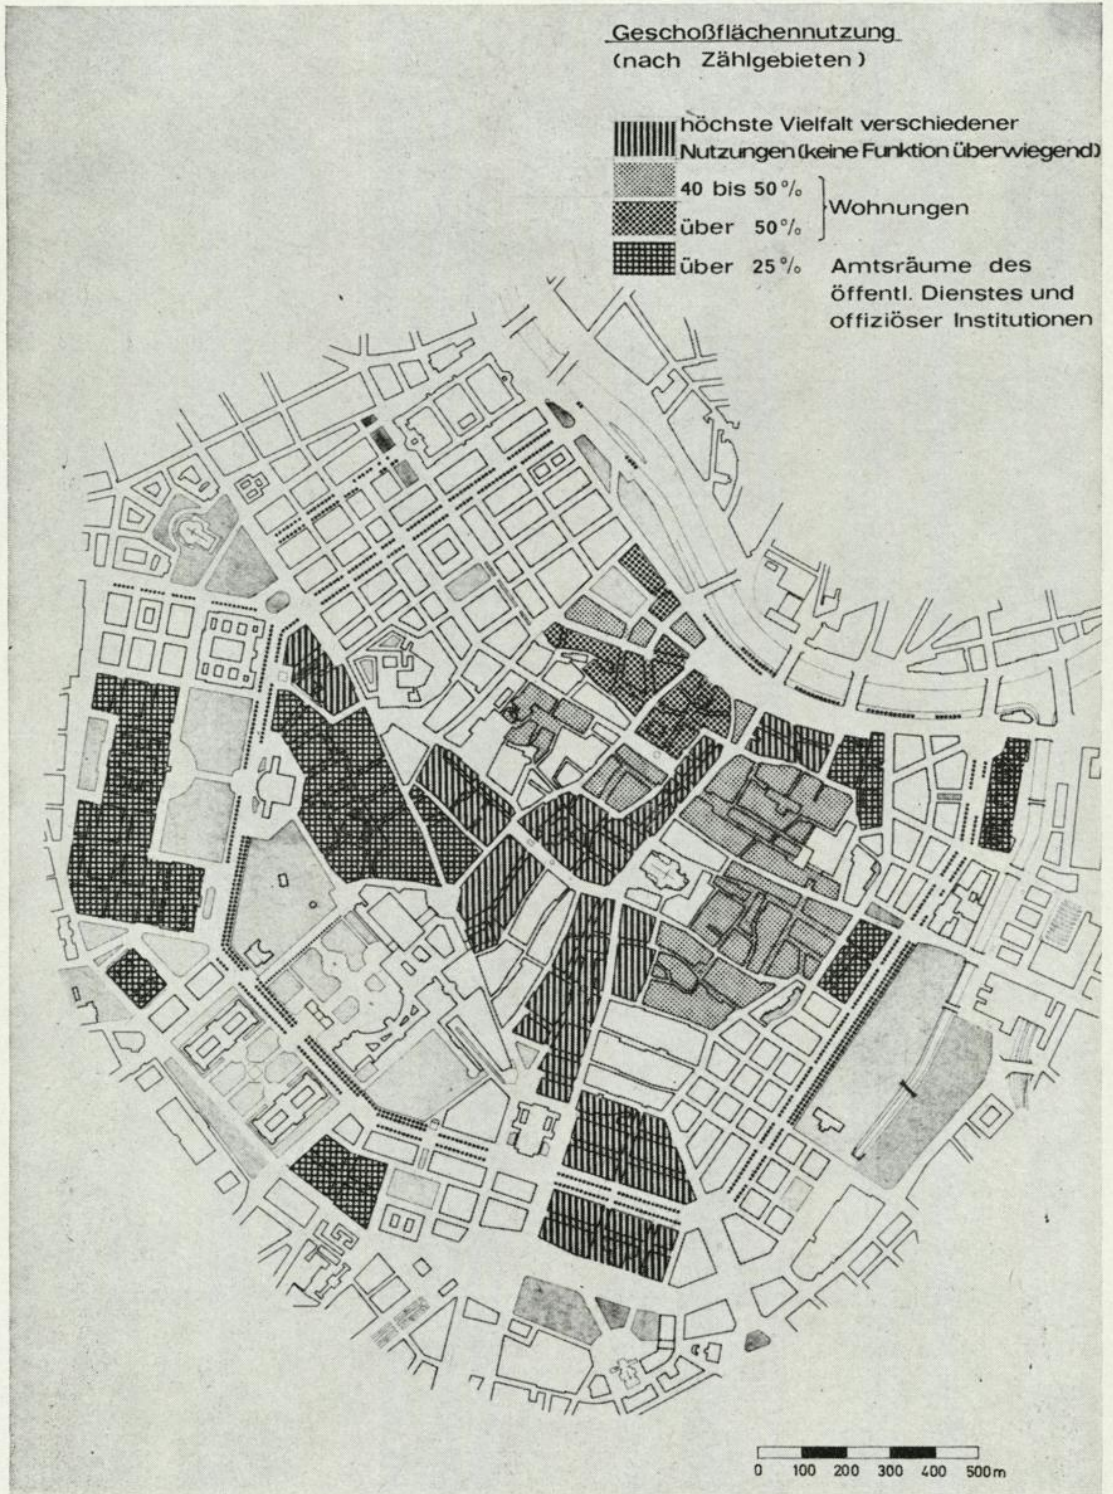 Geschoßflächennutzung
(nach Zählgebieten)
höchste Vielfalt verschiedener
Nutzungen (keine Funktion überwiegend)
40 bis 50%
Wohnungen
über 50%
über 25% Amtsräume des
öffentl. Dienstes und
offiziöser Institutionen
0 100 200 300 400 500m